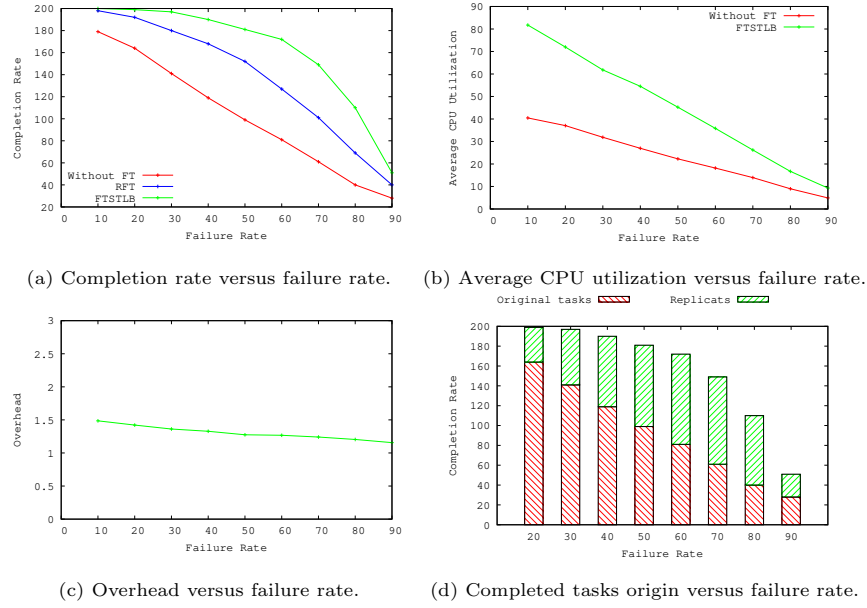 200
180
160
140
120
100
80
60
40
20
Completion Rate
Without FT
RFT
FTSTLB
0 10 20 30 40 50 60 70 80 90
Failure Rate
(a) Completion rate versus failure rate.
90
80
70
60
50
40
30
20
10
0
Average CPU Utilization
Without FT
FTSTLB
0 10 20 30 40 50 60 70 80 90
Failure Rate
(b) Average CPU utilization versus failure rate.
3
2.5
2
1.5
1
0.5
0
Overhead
0 10 20 30 40 50 60 70 80 90
Failure Rate
(c) Overhead versus failure rate.
Original tasks Replicats
200
180
160
140
120
100
80
60
40
20
0
Completion Rate
20 30 40 50 60 70 80 90
Failure Rate
(d) Completed tasks origin versus failure rate.